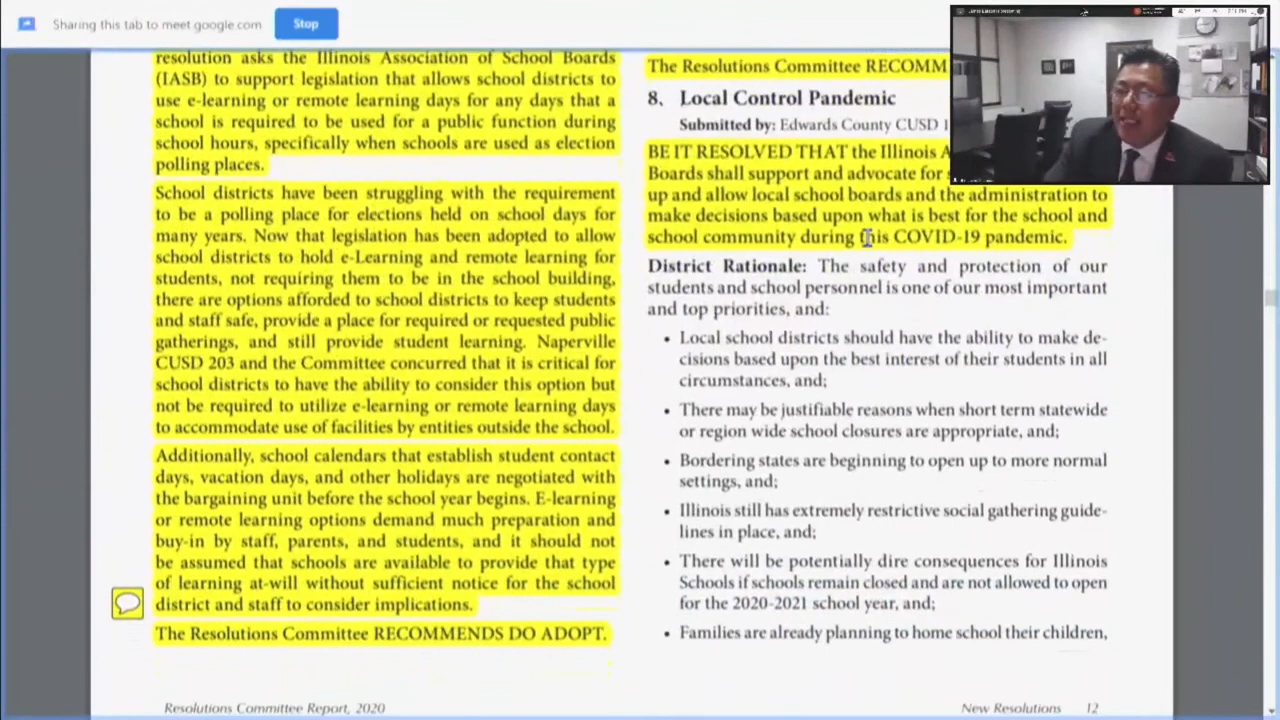 Sharing this tab to meet.google.com
Stop
resolution asks the Illinois Association of School Boards
(IASB) to support legislation that allows school districts to
use e-learning or remote learning days for any days that a
school is required to be used for a public function during
school hours, specifically when schools are used as election
polling places.
School districts have been struggling with the requirement
to be a polling place for elections held on school days for
many years. Now that legislation has been adopted to allow
school districts to hold e-Learning and remote learning for
students, not requiring them to be in the school building,
there are options afforded to school districts to keep students
and staff safe, provide a place for required or requested public
gatherings, and still provide student learning. Naperville
CUSD 203 and the Committee concurred that it is critical for
school districts to have the ability to consider this option but
not be required to utilize e-learning or remote learning days
to accommodate use of facilities by entities outside the school.
Additionally, school calendars that establish student contact
days, vacation days, and other holidays are negotiated with
the bargaining unit before the school year begins. E-learning
or remote learning options demand much preparation and
buy-in by staff, parents, and students, and it should not
be assumed that schools are available to provide that type
of learning at-will without sufficient notice for the school
district and staff to consider implications.
The Resolutions Committee RECOMMENDS DO ADOPT.
The Resolutions Committee RECOMM
8. Local Control Pandemic
Submitted by: Edwards County CUSD 1
BE IT RESOLVED THAT the Illinois A
Boards shall support and advocate for
up and allow local school boards and the administration to
make decisions based upon what is best for the school and
school community during this COVID-19 pandemic.
District Rationale: The safety and protection of our
students and school personnel is one of our most important
and top priorities, and:
• Local school districts should have the ability to make de-
cisions based upon the best interest of their students in all
circumstances, and;
• There may be justifiable reasons when short term statewide
or region wide school closures are appropriate, and;
• Bordering states are beginning to open up to more normal
settings, and;
• Illinois still has extremely restrictive social gathering guide-
lines in place, and;
• There will be potentially dire consequences for Illinois
Schools if schools remain closed and are not allowed to open
for the 2020-2021 school year, and;
• Families are already planning to home school their children,
Resolutions Committee Report, 2020
New Resolutions 12